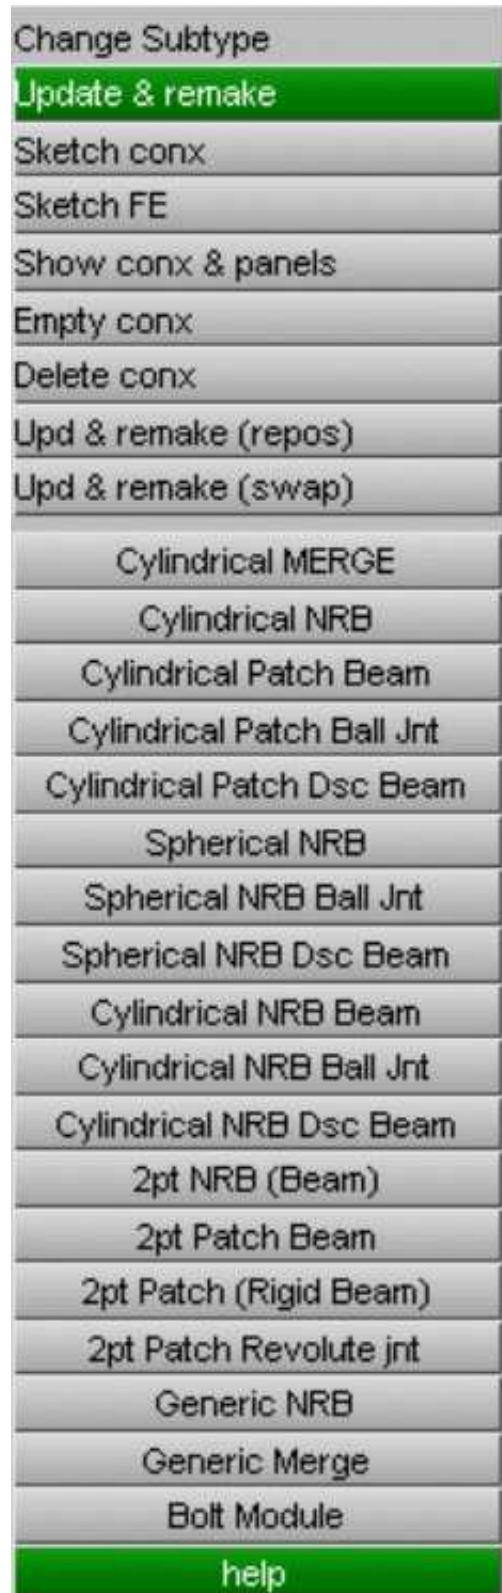 Change Subtype
Update & remake
Sketch conx
Sketch FE
Show conx & panels
Empty conx
Delete conx
Upd & remake (repos)
Upd & remake (swap)
Cylindrical MERGE
Cylindrical NRB
Cylindrical Patch Beam
Cylindrical Patch Ball Jnt
Cylindrical Patch Dsc Beam
Spherical NRB
Spherical NRB Ball Jnt
Spherical NRB Dsc Beam
Cylindrical NRB Beam
Cylindrical NRB Ball Jnt
Cylindrical NRB Dsc Beam
2pt NRB (Beam)
2pt Patch Beam
2pt Patch (Rigid Beam)
2pt Patch Revolute jnt
Generic NRB
Generic Merge
Bolt Module
help